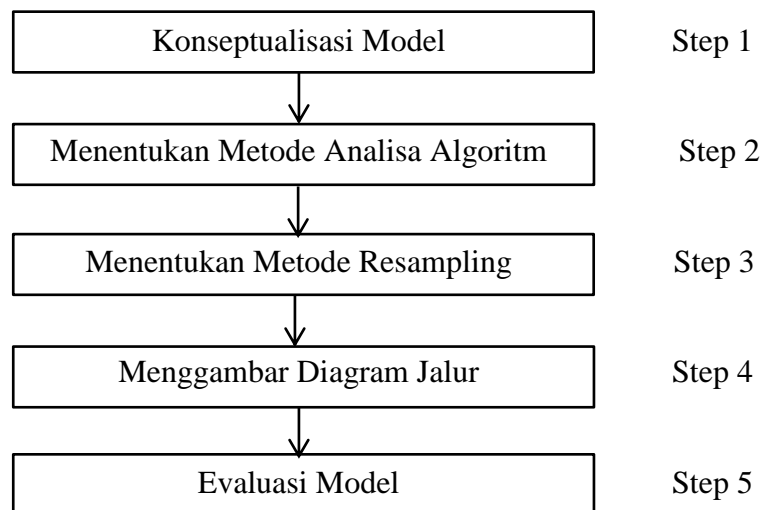 Konseptualisasi Model Step 1
Menentukan Metode Analisa Algoritm Step 2
Menentukan Metode Resampling Step 3
Menggambar Diagram Jalur Step 4
Evaluasi Model Step 5